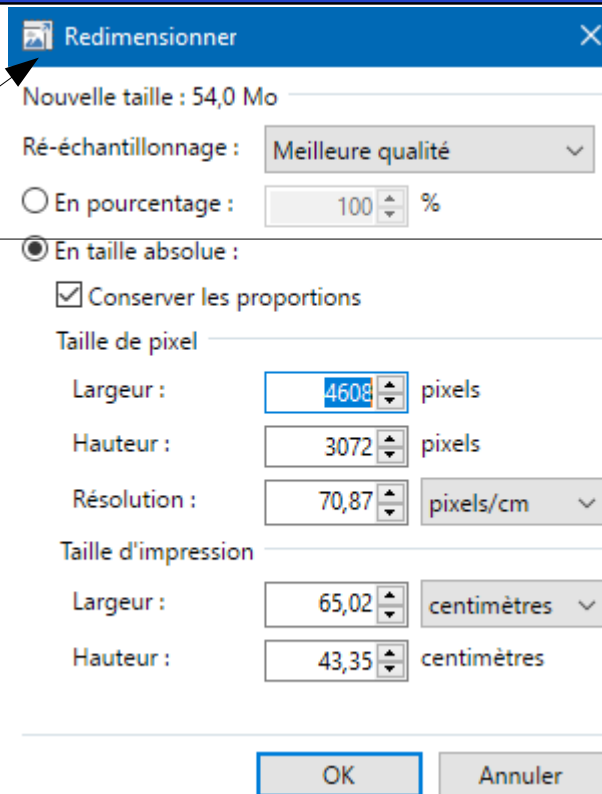 Redimensionner
Nouvelle taille : 54,0 Mo
Ré-échantillonnage : Meilleure qualité
En pourcentage : 100 %
En taille absolue :
Conserver les proportions
Taille de pixel
Largeur : 4608 pixels
Hauteur : 3072 pixels
Résolution : 70,87 pixels/cm
Taille d'impression
Largeur : 65,02 centimètres
Hauteur : 43,35 centimètres
OK Annuler